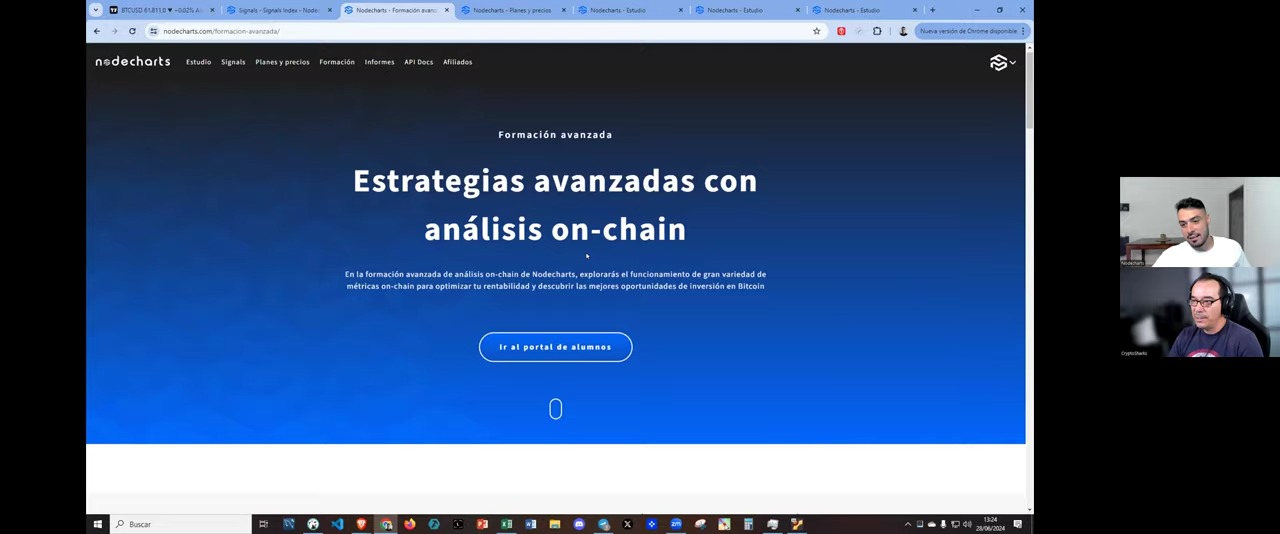 BTCUSD 61.811,0 ▼ +0.02% A
Signals - Signals Index - Node
Nodecharts - Formación avan
Nodecharts - Planes y precios
Nodecharts - Estudio
Nodecharts - Estudio
Nodecharts - Estudio
nodecharts.com/formacion-avanzada/
Nueva versión de Chrome disponible
nodecharts
Estudio
Signals
Planes y precios
Formación
Informes
API Docs
Afiliados
Formación avanzada
Estrategias avanzadas con
análisis on-chain
En la formación avanzada de análisis on-chain de Nodecharts, explorarás el funcionamiento de gran variedad de
métricas on-chain para optimizar tu rentabilidad y descubrir las mejores oportunidades de inversión en Bitcoin
Ir al portal de alumnos
Nodecharts
CryptoSharks
Buscar
13:24
28/06/2024